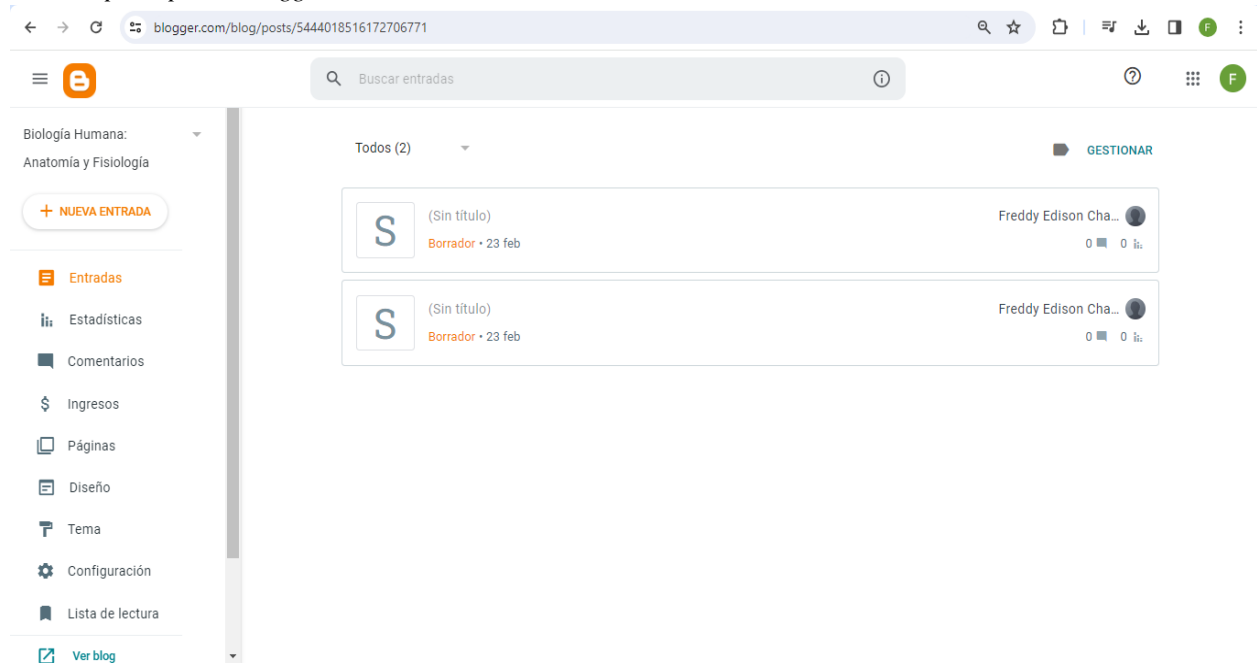 blogger.com/blog/posts/5444018516172706771
F
B
Buscar entradas
F
Biología Humana:
Anatomía y Fisiología
+ NUEVA ENTRADA
Entradas
Estadísticas
Comentarios
$ Ingresos
Páginas
Diseño
Tema
Configuración
Lista de lectura
Ver blog
Todos (2)
GESTIONAR
S
(Sin título)
Borrador • 23 feb
Freddy Edison Cha...
0 0
S
(Sin título)
Borrador • 23 feb
Freddy Edison Cha...
0 0